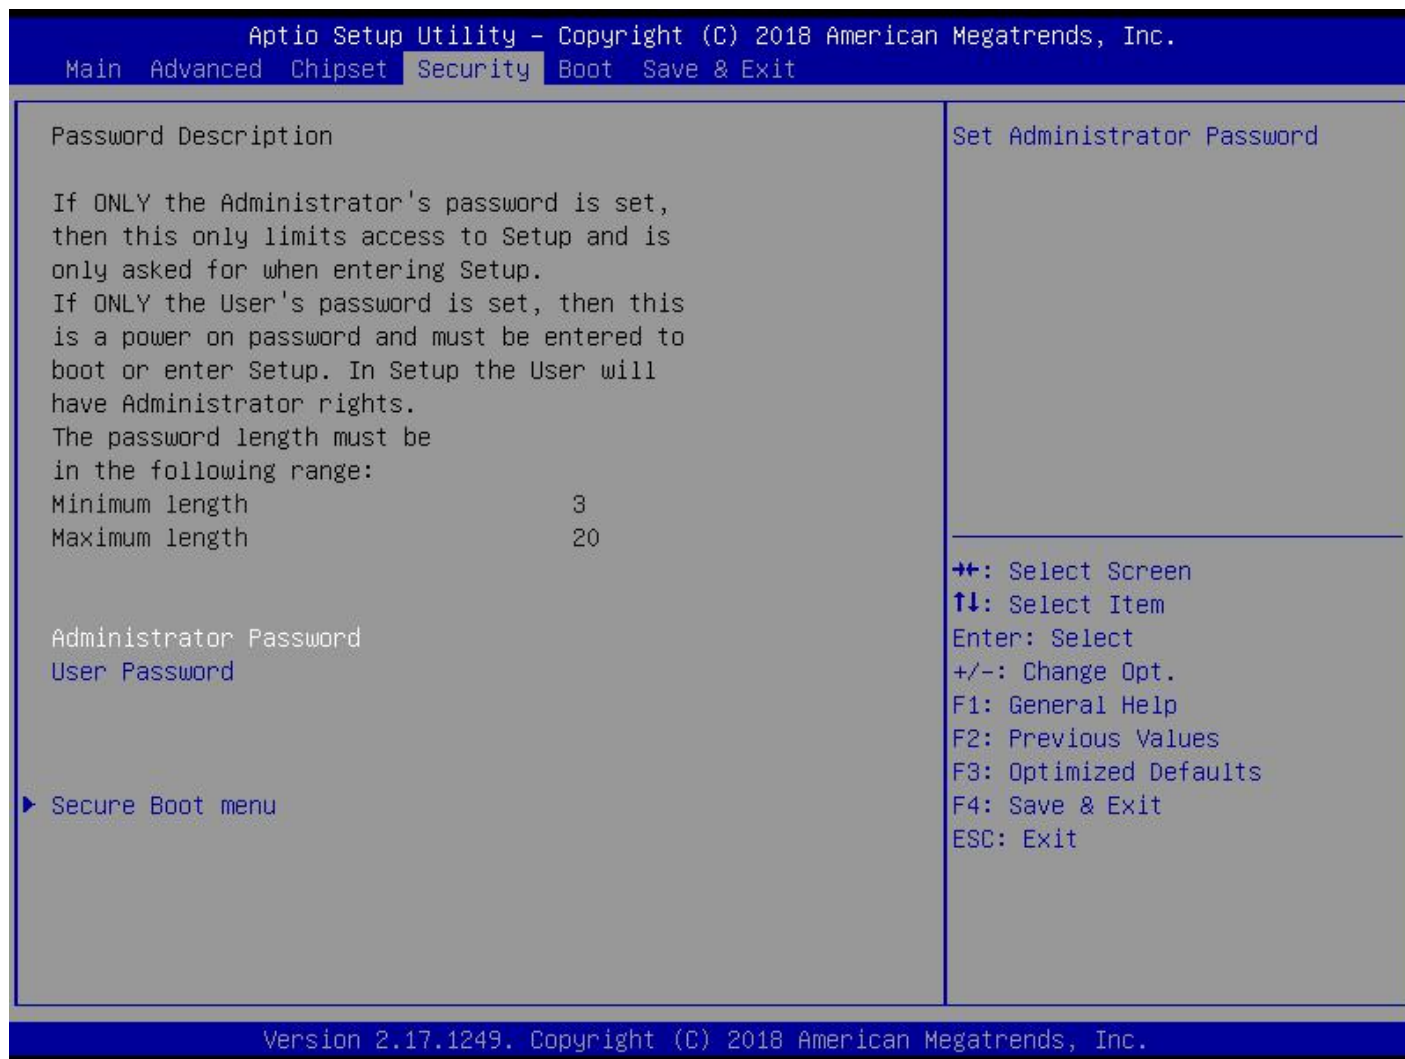 Aptio Setup Utility – Copyright (C) 2018 American Megatrends, Inc.
Main Advanced Chipset Security Boot Save & Exit
Password Description
If ONLY the Administrator's password is set,
then this only limits access to Setup and is
only asked for when entering Setup.
If ONLY the User's password is set, then this
is a power on password and must be entered to
boot or enter Setup. In Setup the User will
have Administrator rights.
The password length must be
in the following range:
Minimum length 3
Maximum length 20
Administrator Password
User Password
Secure Boot menu
Set Administrator Password
→←: Select Screen
↑↓: Select Item
Enter: Select
+/-: Change Opt.
F1: General Help
F2: Previous Values
F3: Optimized Defaults
F4: Save & Exit
ESC: Exit
Version 2.17.1249. Copyright (C) 2018 American Megatrends, Inc.